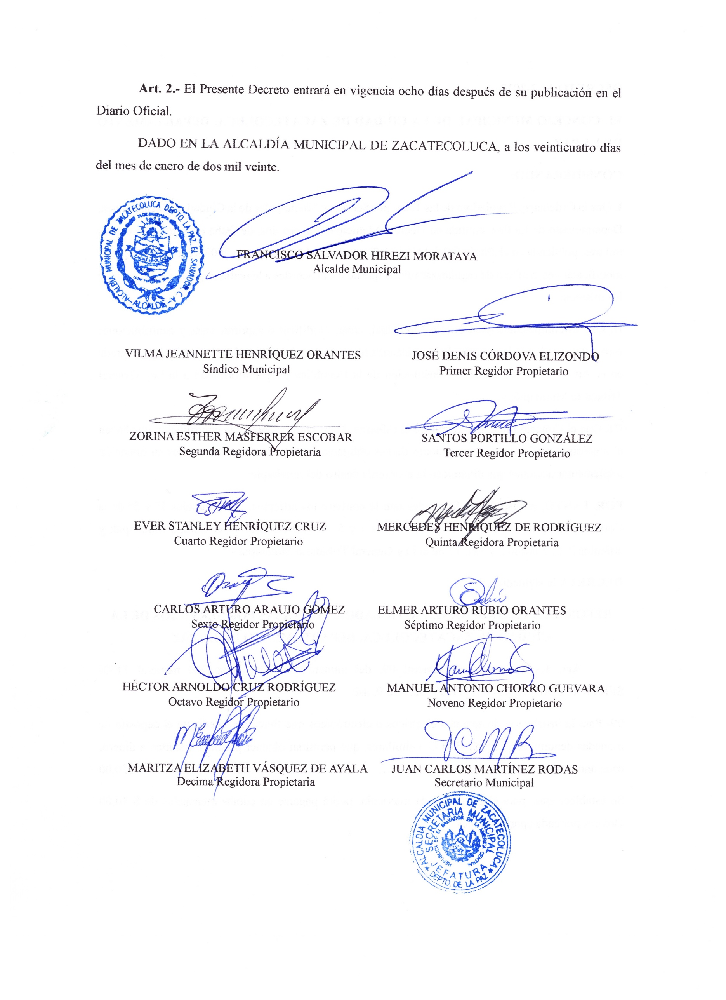 Art. 2.- El Presente Decreto entrará en vigencia ocho días después de su publicación en el
Diario Oficial.
DADO EN LA ALCALDÍA MUNICIPAL DE ZACATECOLUCA, a los veinticuatro días
del mes de enero de dos mil veinte.
ALCALDÍA MUNICIPAL DE ZACATECOLUCA DEPTO. LA PAZ. EL SALVADOR, C. A.
-ALCALDE-
FRANCISCO SALVADOR HIREZI MORATAYA
Alcalde Municipal
VILMA JEANNETTE HENRÍQUEZ ORANTES
Síndico Municipal
JOSÉ DENIS CÓRDOVA ELIZONDO
Primer Regidor Propietario
ZORINA ESTHER MASFERRER ESCOBAR
Segunda Regidora Propietaria
SANTOS PORTILLO GONZÁLEZ
Tercer Regidor Propietario
EVER STANLEY HENRÍQUEZ CRUZ
Cuarto Regidor Propietario
MERCEDES HENRÍQUEZ DE RODRÍGUEZ
Quinta Regidora Propietaria
CARLOS ARTURO ARAUJO GÓMEZ
Sexto Regidor Propietario
ELMER ARTURO RUBIO ORANTES
Séptimo Regidor Propietario
HÉCTOR ARNOLDO CRUZ RODRÍGUEZ
Octavo Regidor Propietario
MANUEL ANTONIO CHORRO GUEVARA
Noveno Regidor Propietario
MARITZA ELIZABETH VÁSQUEZ DE AYALA
Decima Regidora Propietaria
JCMR
JUAN CARLOS MARTÍNEZ RODAS
Secretario Municipal
ALCALDIA MUNICIPAL DE ZACATECOLUCA
SECRETARIA MUNICIPAL
REPUBLICA DE EL SALVADOR EN LA AMERICA CENTRAL
JEFATURA
DEPTO. DE LA PAZ